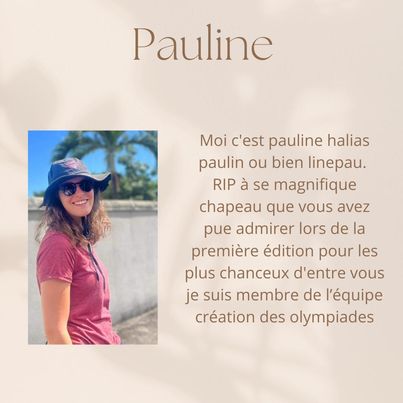 Pauline
Moi c'est pauline halias
paulin ou bien linepau.
RIP à se magnifique
chapeau que vous avez
pue admirer lors de la
première édition pour les
plus chanceux d'entre vous
je suis membre de l'équipe
création des olympiades